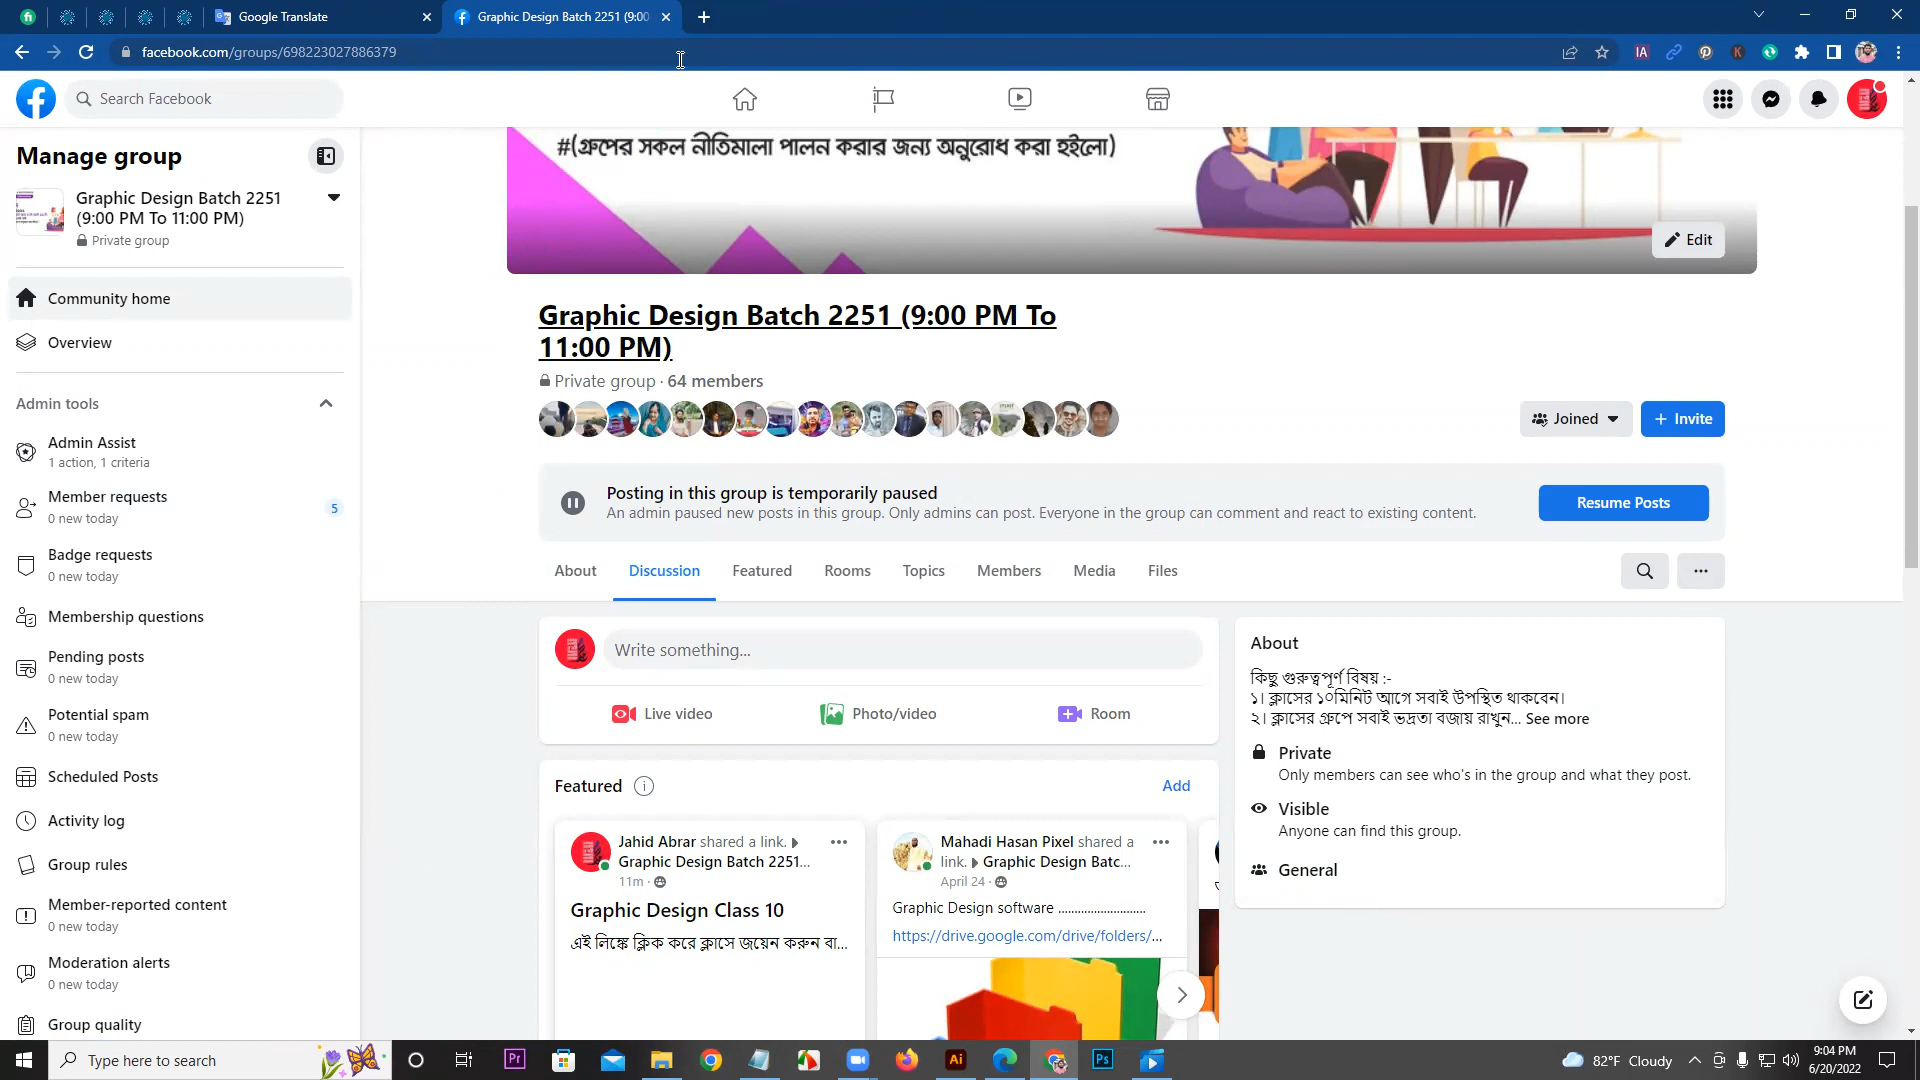 Google Translate
Graphic Design Batch 2251 (9:00
facebook.com/groups/698223027886379
Search Facebook
Manage group
Graphic Design Batch 2251
(9:00 PM To 11:00 PM)
Private group
Community home
Overview
Admin tools
Admin Assist
1 action, 1 criteria
Member requests
0 new today
5
Badge requests
0 new today
Membership questions
Pending posts
0 new today
Potential spam
0 new today
Scheduled Posts
Activity log
Group rules
Member-reported content
0 new today
Moderation alerts
0 new today
Group quality
#(গ্রুপের সকল নীতিমালা পালন করার জন্য অনুরোধ করা হইলো)
Edit
Graphic Design Batch 2251 (9:00 PM To
11:00 PM)
Private group · 64 members
Joined
+ Invite
Posting in this group is temporarily paused
An admin paused new posts in this group. Only admins can post. Everyone in the group can comment and react to existing content.
Resume Posts
About Discussion Featured Rooms Topics Members Media Files
Write something...
Live video Photo/video Room
Featured
Add
Jahid Abrar shared a link.
Graphic Design Batch 2251...
11m ·
Graphic Design Class 10
এই লিঙ্কে ক্লিক করে ক্লাসে জয়েন করুন বা...
Mahadi Hasan Pixel shared a
link. Graphic Design Batc...
April 24 ·
Graphic Design software ...........................
https://drive.google.com/drive/folders/...
About
কিছু গুরুত্বপূর্ণ বিষয় :-
১। ক্লাসের ১০মিনিট আগে সবাই উপস্থিত থাকবেন।
২। ক্লাসের গ্রুপে সবাই ভদ্রতা বজায় রাখুন... See more
Private
Only members can see who's in the group and what they post.
Visible
Anyone can find this group.
General
Type here to search
82°F Cloudy
9:04 PM
6/20/2022